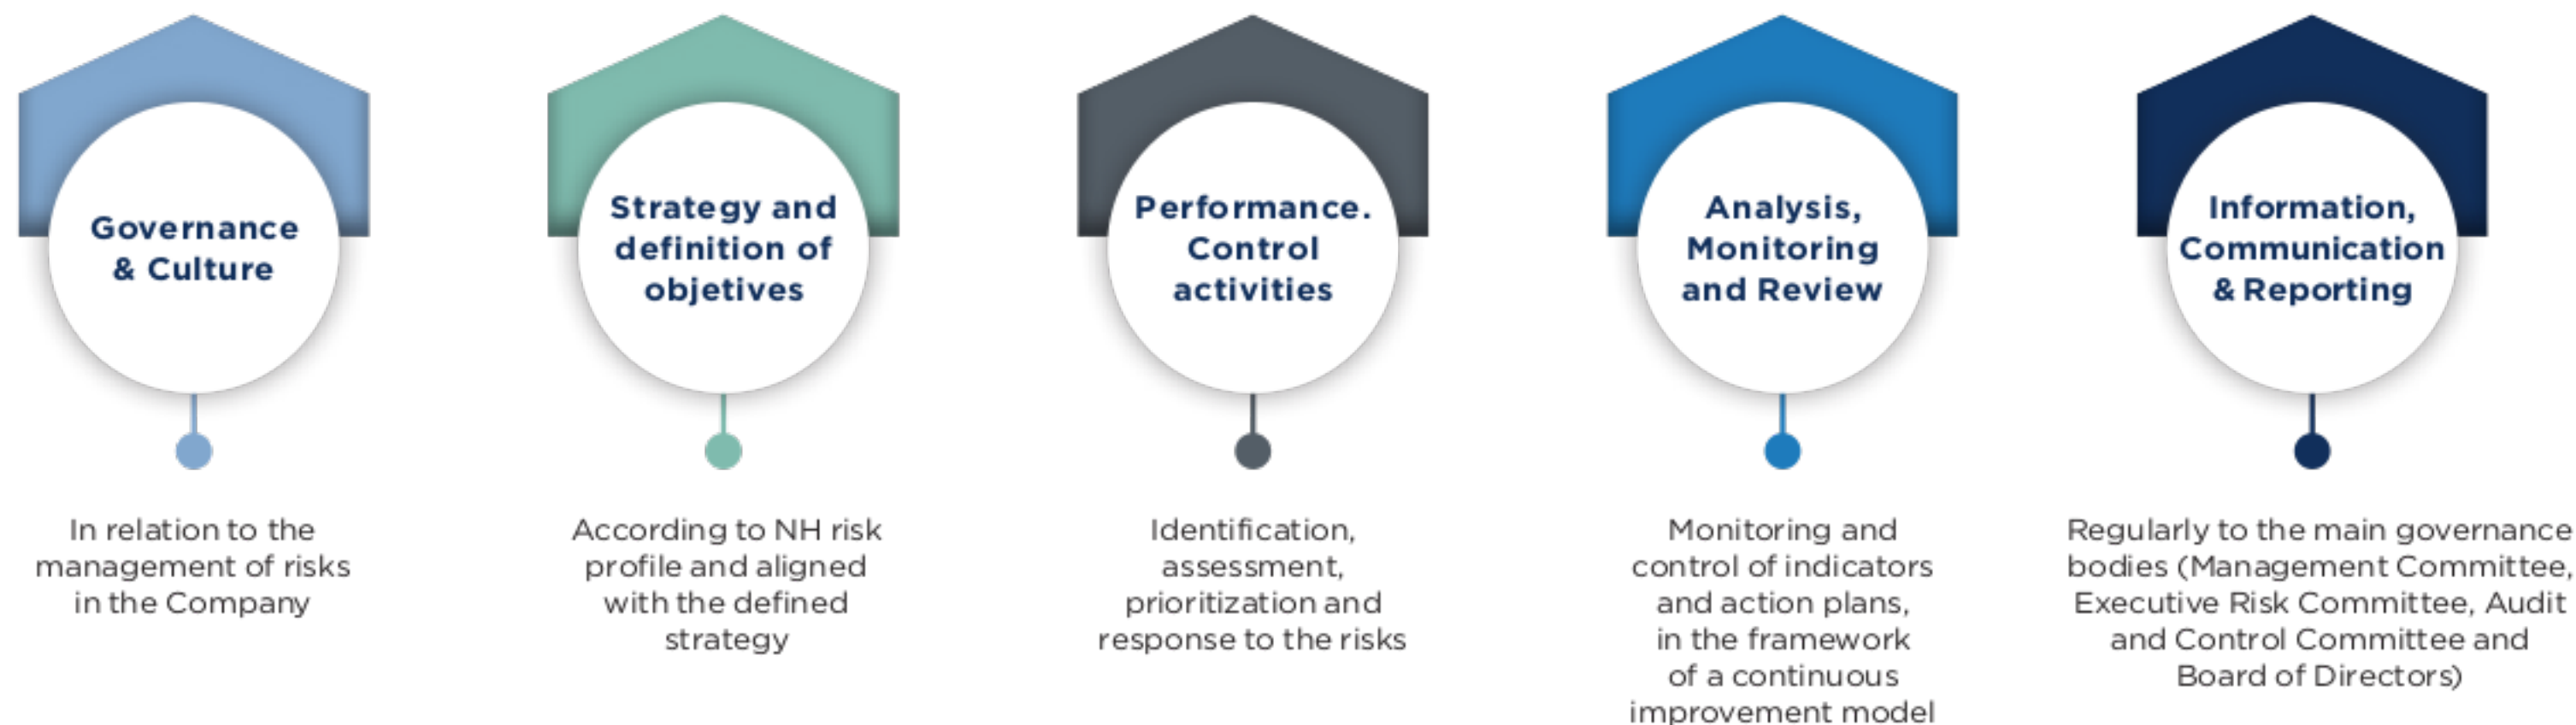 Governance
& Culture
In relation to the
management of risks
in the Company
Strategy and
definition of
objetives
According to NH risk
profile and aligned
with the defined
strategy
Performance.
Control
activities
Identification,
assessment,
prioritization and
response to the risks
Analysis,
Monitoring
and Review
Monitoring and
control of indicators
and action plans,
in the framework
of a continuous
improvement model
Information,
Communication
& Reporting
Regularly to the main governance
bodies (Management Committee,
Executive Risk Committee, Audit
and Control Committee and
Board of Directors)